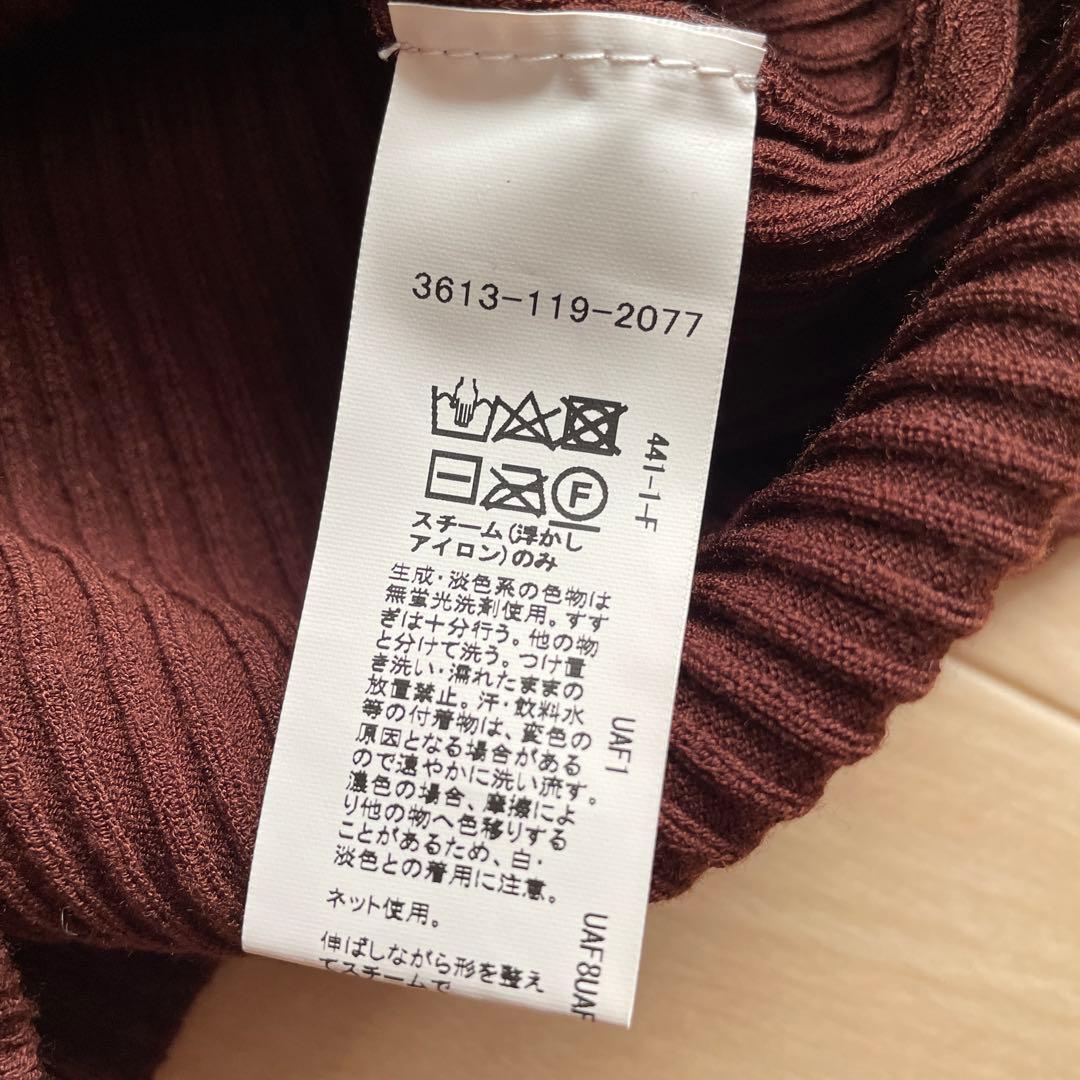 3613-119-2077
441-1-F
F
スチーム(浮かし
アイロン)のみ
生成・淡色系の色物は
無蛍光洗剤使用。すす
ぎは十分行う。他の物
と分けて洗う。つけ置
き洗い・濡れたままの
放置禁止。汗・飲料水
等の付着物は、変色の
原因となる場合がある
ので速やかに洗い流す。
濃色の場合、摩擦によ
り他の物へ色移りする
ことがあるため、白・
淡色との着用に注意。
ネット使用。
伸ばしながら形を整え
てスチームで
UAF1
UAF8UAF